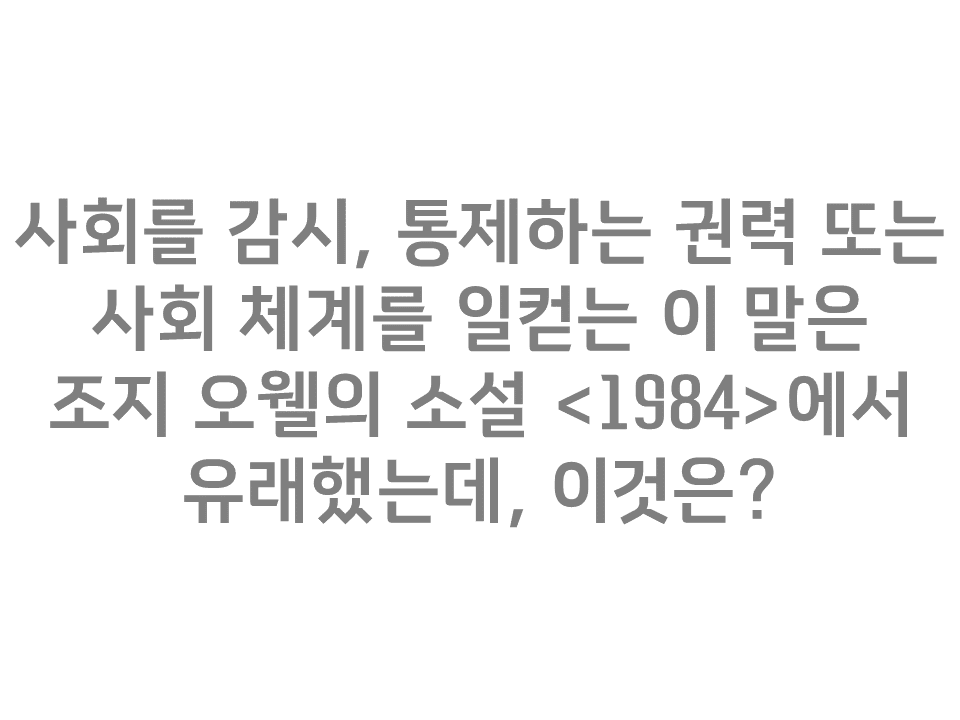 사회를 감시, 통제하는 권력 또는
사회 체계를 일컫는 이 말은
조지 오웰의 소설 <1984>에서
유래했는데, 이것은?